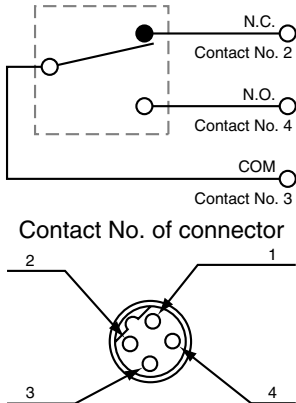 N.C.
Contact No. 2
N.O.
Contact No. 4
COM
Contact No. 3
Contact No. of connector
2 1
3 4